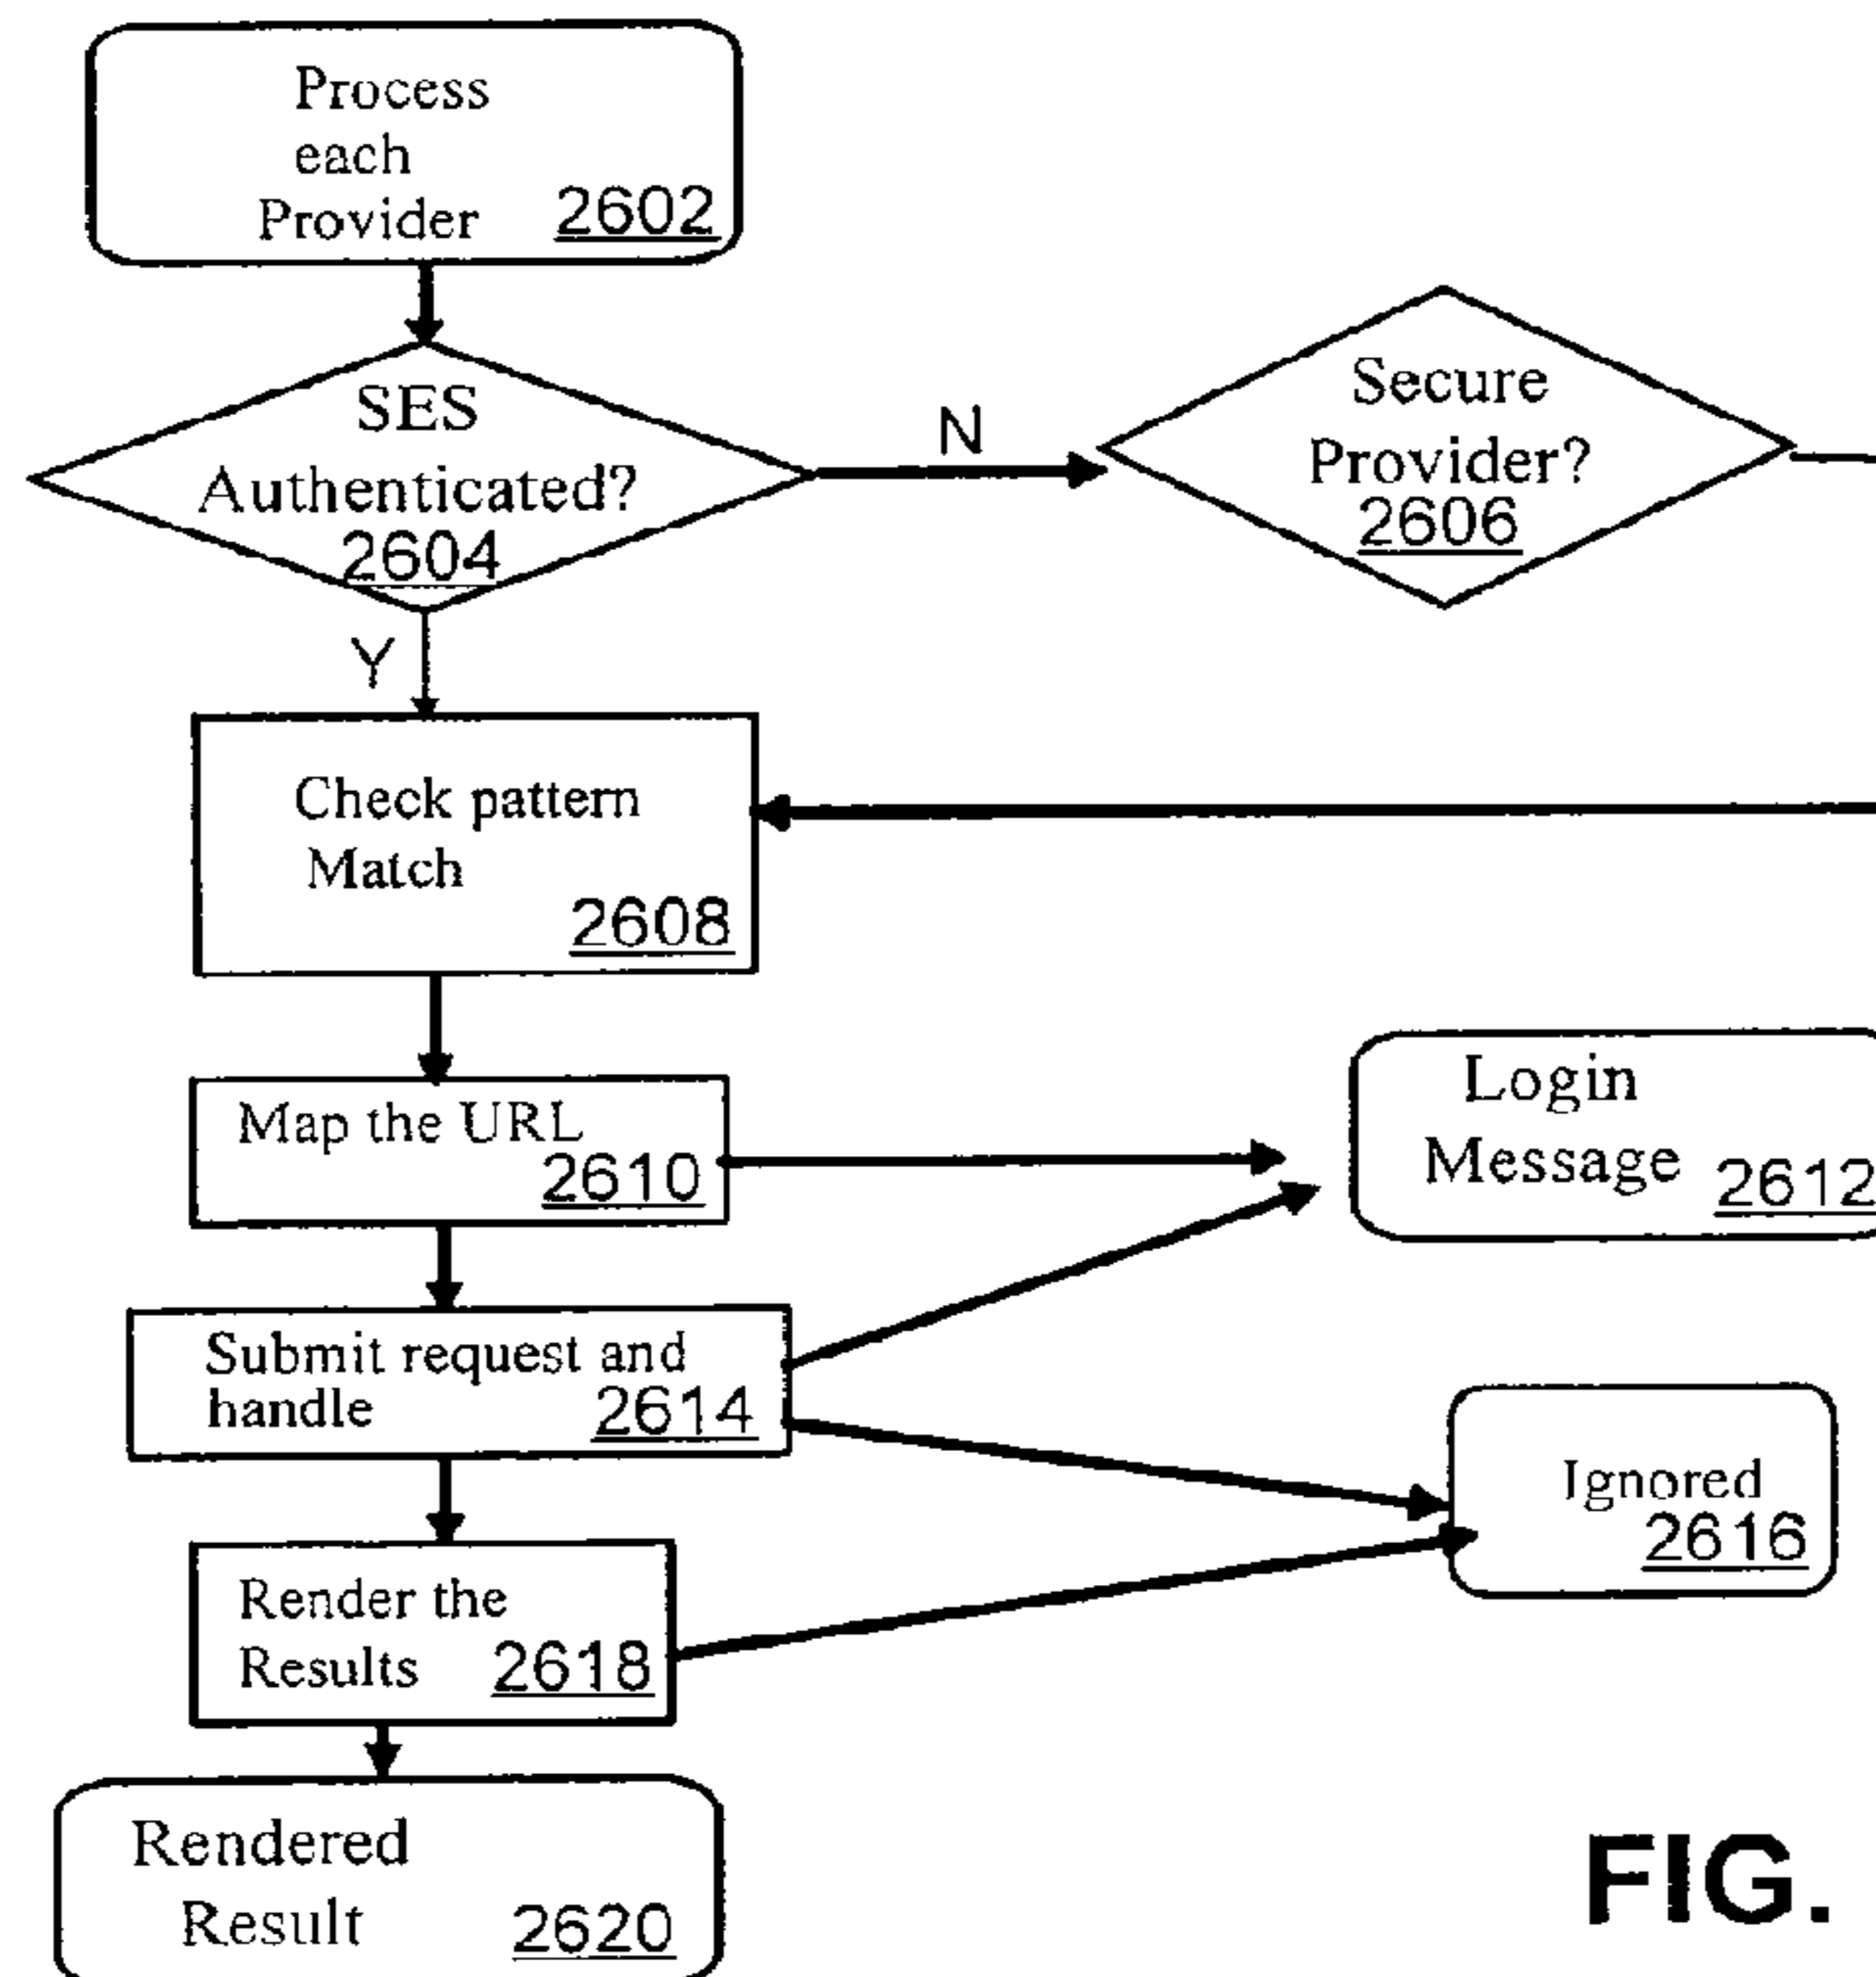 Process
each
Provider 2602
SES
Authenticated?
2604
N
Secure
Provider?
2606
Y
Check pattern
Match
2608
Map the URL
2610
Login
Message 2612
Submit request and
handle 2614
Ignored
2616
Render the
Results 2618
Rendered
Result 2620
FIG.